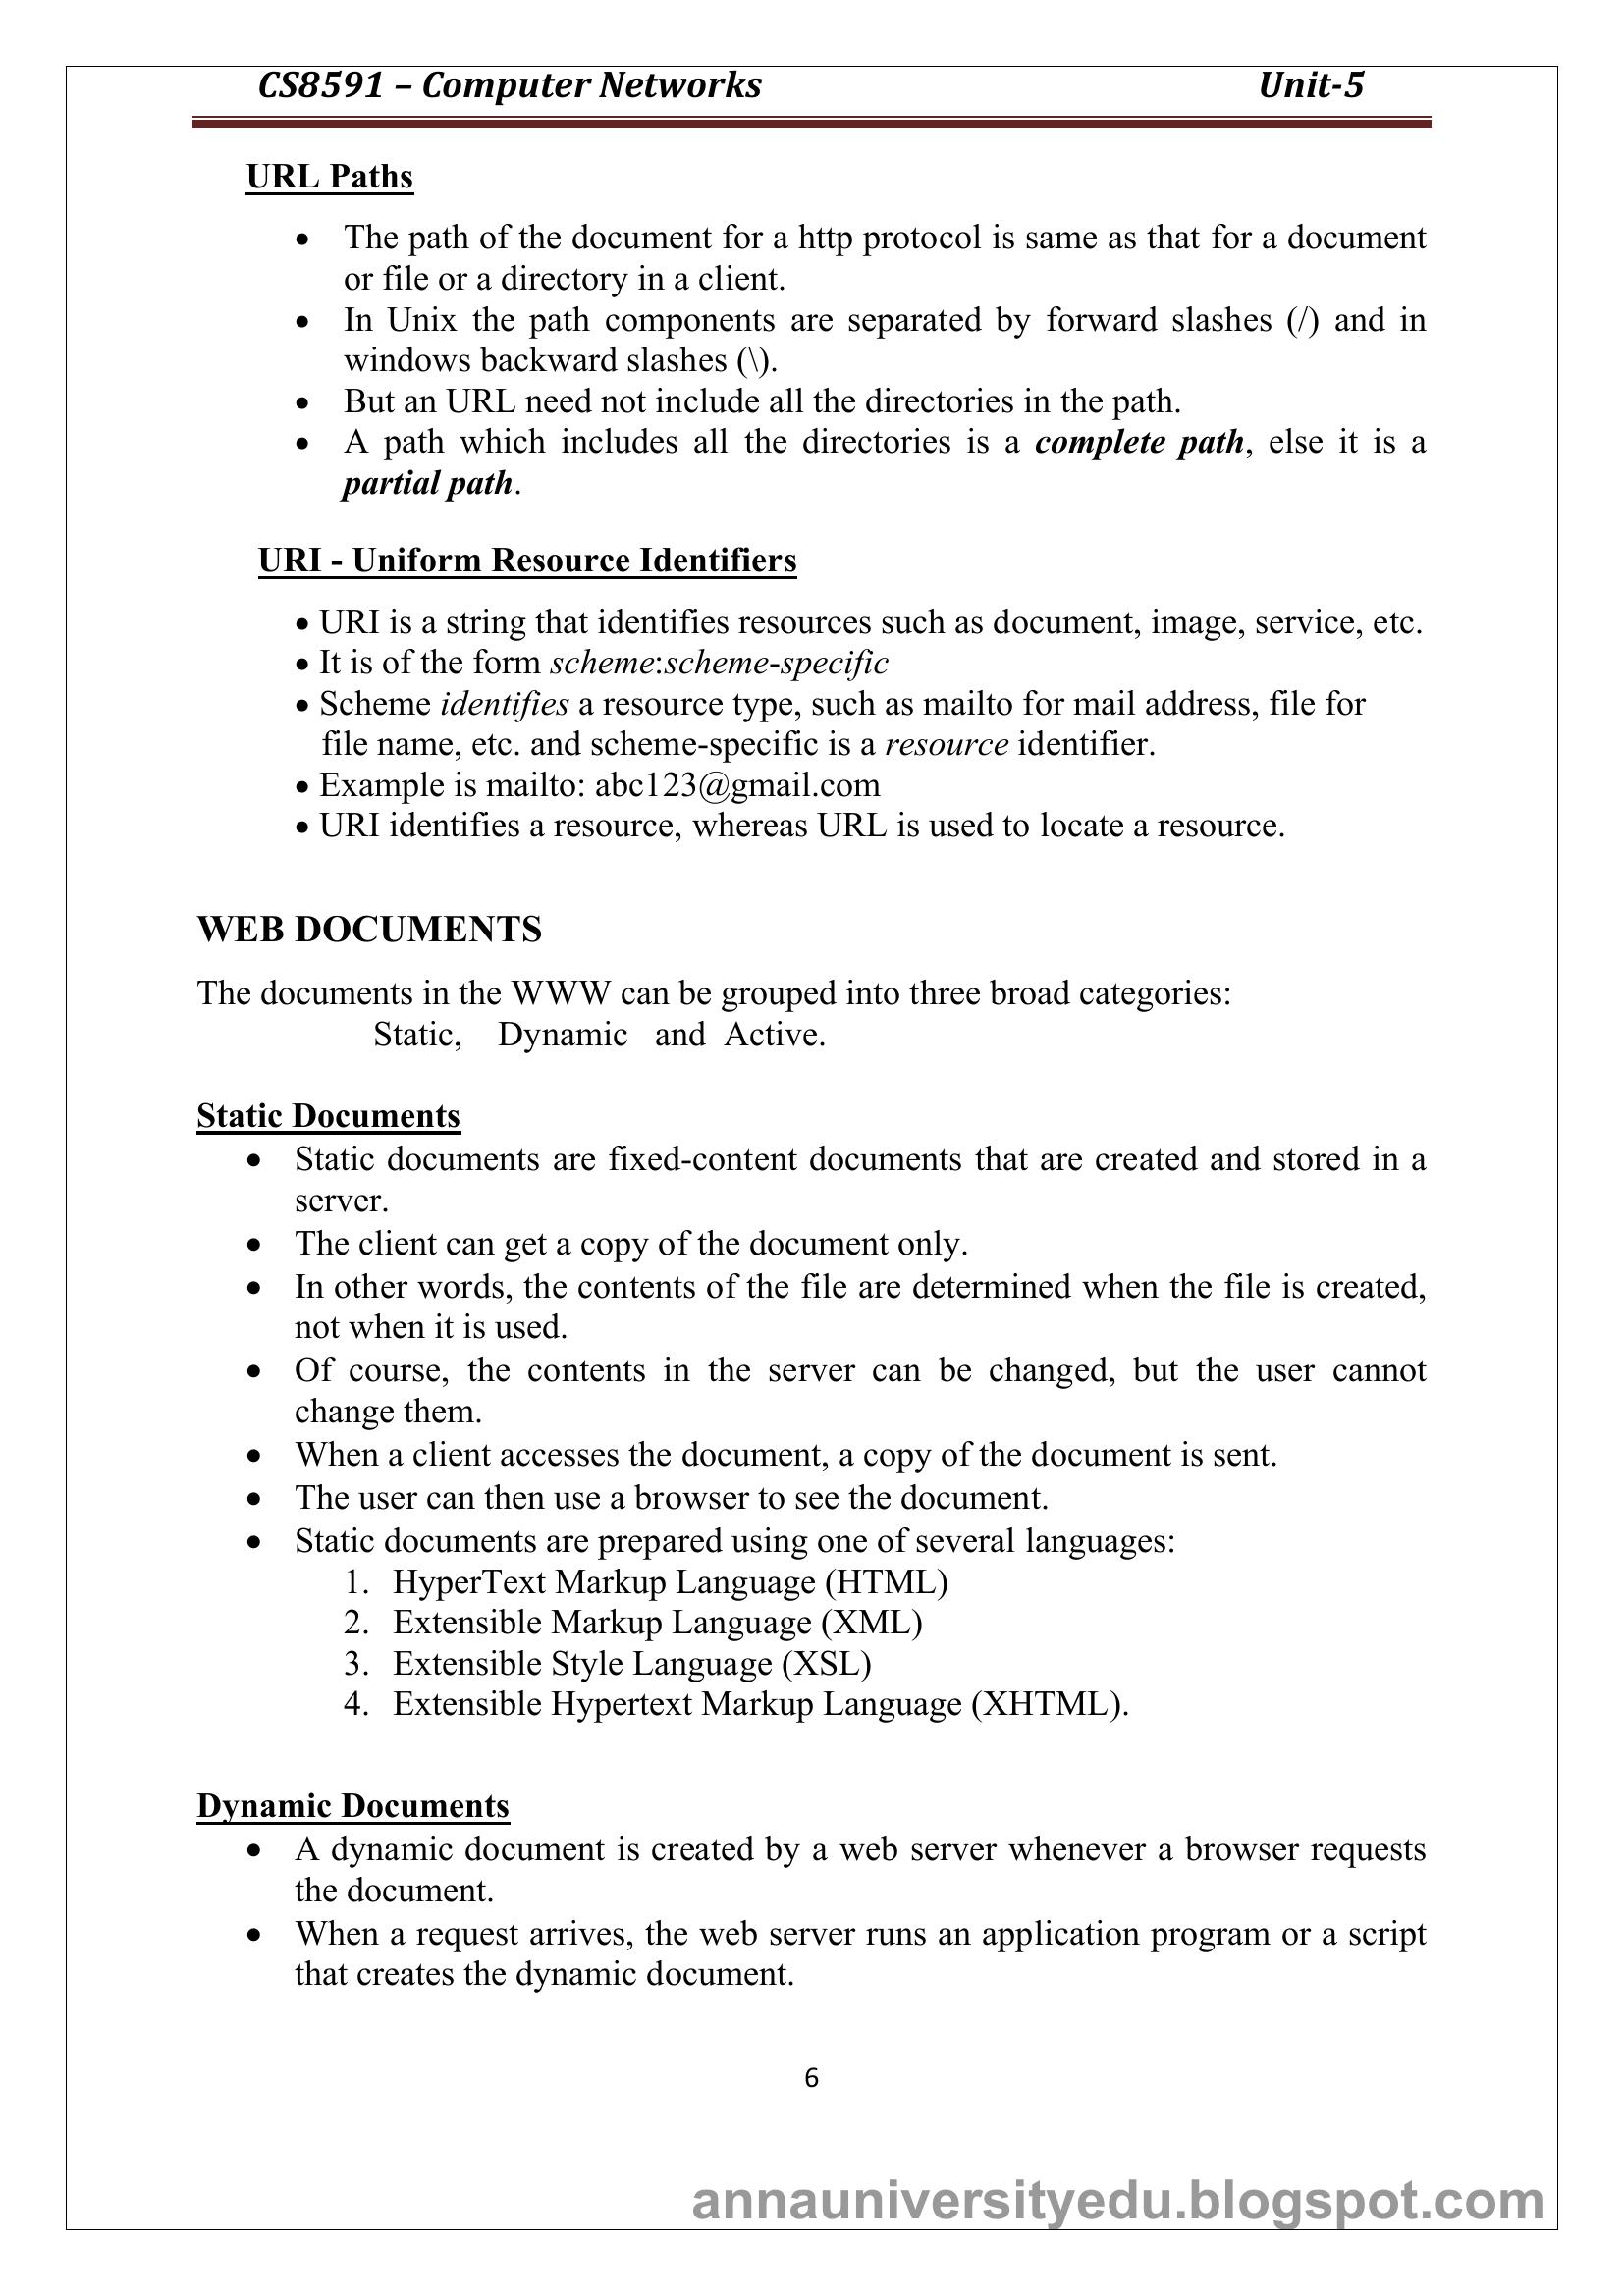 CS8591 – Computer Networks Unit-5
URL Paths
• The path of the document for a http protocol is same as that for a document
or file or a directory in a client.
• In Unix the path components are separated by forward slashes (/) and in
windows backward slashes (\).
• But an URL need not include all the directories in the path.
• A path which includes all the directories is a complete path, else it is a
partial path.
URI - Uniform Resource Identifiers
• URI is a string that identifies resources such as document, image, service, etc.
• It is of the form scheme:scheme-specific
• Scheme identifies a resource type, such as mailto for mail address, file for
file name, etc. and scheme-specific is a resource identifier.
• Example is mailto: abc123@gmail.com
• URI identifies a resource, whereas URL is used to locate a resource.
WEB DOCUMENTS
The documents in the WWW can be grouped into three broad categories:
Static, Dynamic and Active.
Static Documents
• Static documents are fixed-content documents that are created and stored in a
server.
• The client can get a copy of the document only.
• In other words, the contents of the file are determined when the file is created,
not when it is used.
• Of course, the contents in the server can be changed, but the user cannot
change them.
• When a client accesses the document, a copy of the document is sent.
• The user can then use a browser to see the document.
• Static documents are prepared using one of several languages:
1. HyperText Markup Language (HTML)
2. Extensible Markup Language (XML)
3. Extensible Style Language (XSL)
4. Extensible Hypertext Markup Language (XHTML).
Dynamic Documents
• A dynamic document is created by a web server whenever a browser requests
the document.
• When a request arrives, the web server runs an application program or a script
that creates the dynamic document.
6
annauniversityedu.blogspot.com